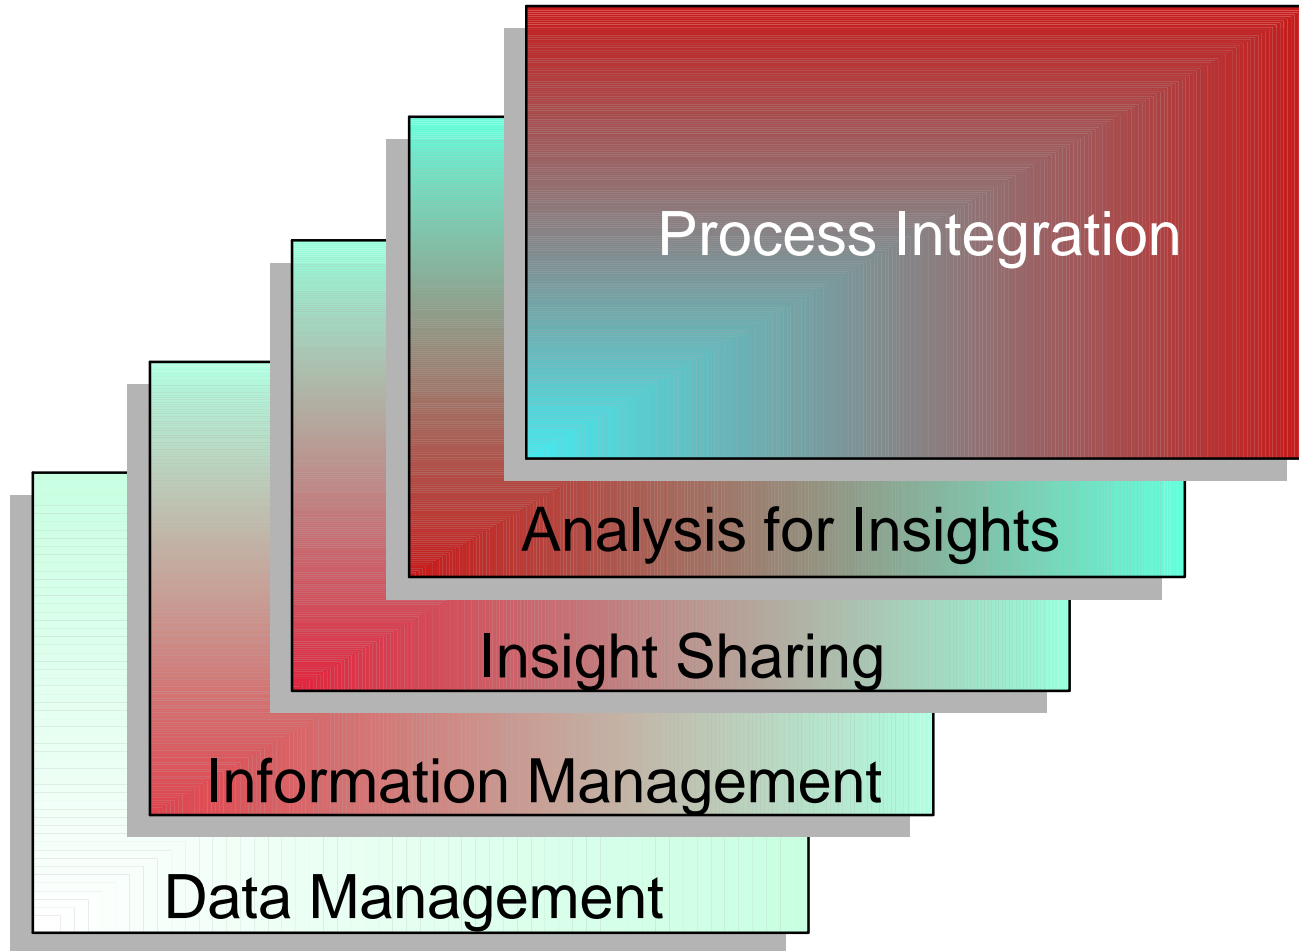 Process Integration
Analysis for Insights
Insight Sharing
Information Management
Data Management